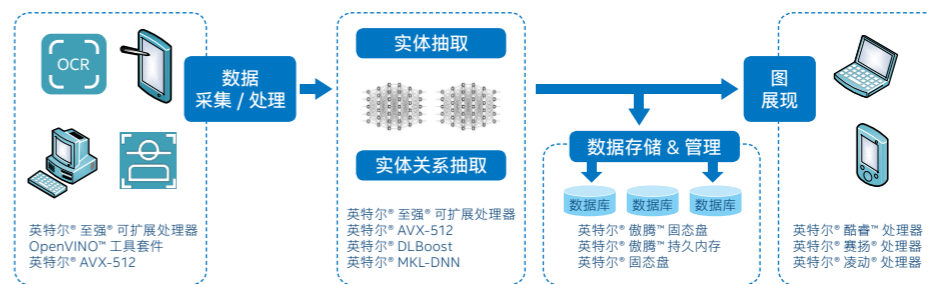 OCR
数据
采集 / 处理
英特尔® 至强® 可扩展处理器
OpenVINO™ 工具套件
英特尔® AVX-512
实体抽取
实体关系抽取
英特尔® 至强® 可扩展处理器
英特尔® AVX-512
英特尔® DLBoost
英特尔® MKL-DNN
数据存储 & 管理
数据库 数据库 数据库
英特尔® 傲腾™ 固态盘
英特尔® 傲腾™ 持久内存
英特尔® 固态盘
图
展现
英特尔® 酷睿™ 处理器
英特尔® 赛扬® 处理器
英特尔® 凌动® 处理器